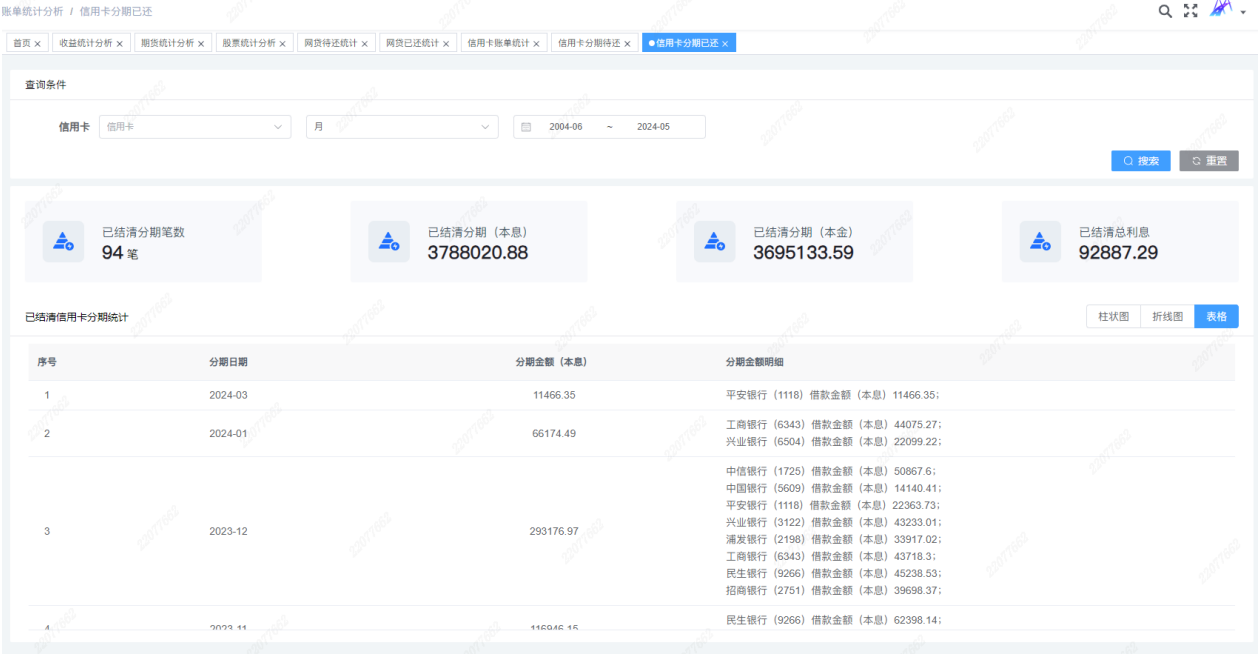 账单统计分析 / 信用卡分期已还
首页 × 收益统计分析 × 期货统计分析 × 股票统计分析 × 网贷待还统计 × 网贷已还统计 × 信用卡账单统计 × 信用卡分期待还 × 信用卡分期已还 ×
查询条件
信用卡 信用卡 月 2004-06 ~ 2024-05
搜索 重置
已结清分期笔数 已结清分期（本息） 已结清分期（本金） 已结清总利息
94 笔 3788020.88 3695133.59 92887.29
已结清信用卡分期统计 柱状图 折线图 表格
序号 分期日期 分期金额（本息） 分期金额明细
1 2024-03 11466.35 平安银行（1118）借款金额（本息）11466.35;
2 2024-01 66174.49 工商银行（6343）借款金额（本息）44075.27;
兴业银行（6504）借款金额（本息）22099.22;
中信银行（1725）借款金额（本息）50867.6;
中国银行（5609）借款金额（本息）14140.41;
平安银行（1118）借款金额（本息）22363.73;
3 2023-12 293176.97 兴业银行（3122）借款金额（本息）43233.01;
浦发银行（2198）借款金额（本息）33917.02;
工商银行（6343）借款金额（本息）43718.3;
民生银行（9266）借款金额（本息）45238.53;
招商银行（2751）借款金额（本息）39698.37;
民生银行（9266）借款金额（本息）62398.14;
4 2023-11 116946.15
22077662